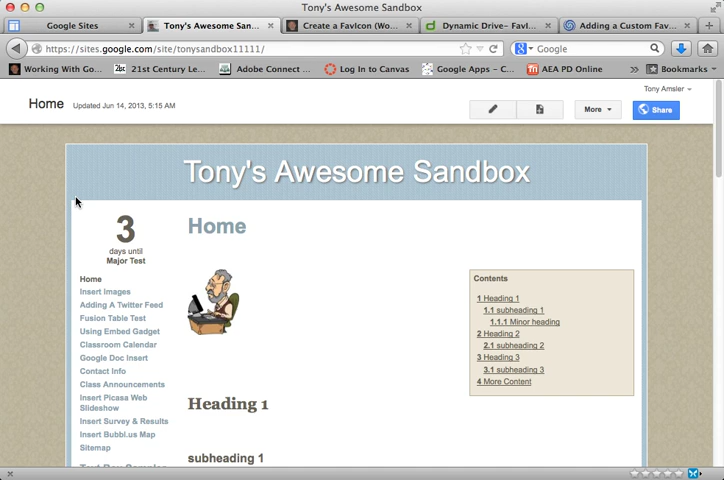 Tony's Awesome Sandbox
Google Sites
Tony's Awesome San...
Create a FavIcon (Wo...
Dynamic Drive- FavI...
Adding a Custom Fav...
https://sites.google.com/site/tonysandbox11111/
Google
Working With Go...
21st Century Le...
Adobe Connect ...
Log In to Canvas
Google Apps - C...
AEA PD Online
Bookmarks
Tony Amsler
Home
Updated Jun 14, 2013, 5:15 AM
More
Share
Tony's Awesome Sandbox
3
days until
Major Test
Home
Insert Images
Adding A Twitter Feed
Fusion Table Test
Using Embed Gadget
Classroom Calendar
Google Doc Insert
Contact Info
Class Announcements
Insert Picasa Web
Slideshow
Insert Survey & Results
Insert Bubbl.us Map
Sitemap
Home
Contents
1 Heading 1
1.1 subheading 1
1.1.1 Minor heading
2 Heading 2
2.1 subheading 2
3 Heading 3
3.1 subheading 3
4 More Content
Heading 1
subheading 1